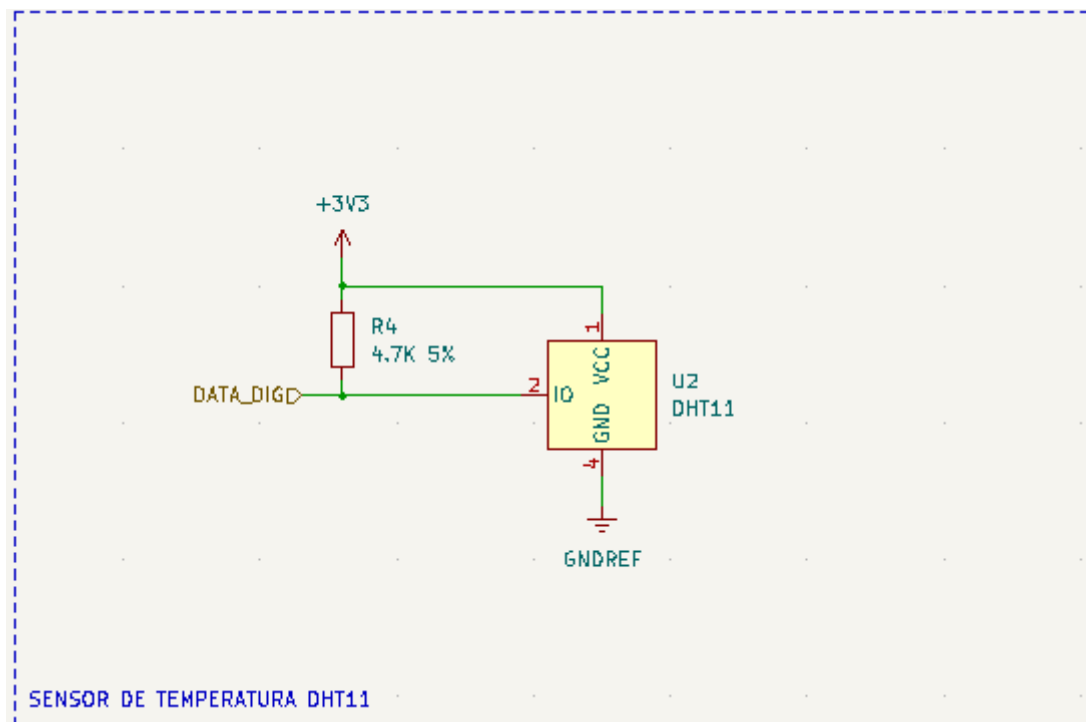 +3V3
R4
4.7K 5%
1
VCC
DATA_DIG
2
IO
U2
DHT11
GND
4
GNDREF
SENSOR DE TEMPERATURA DHT11